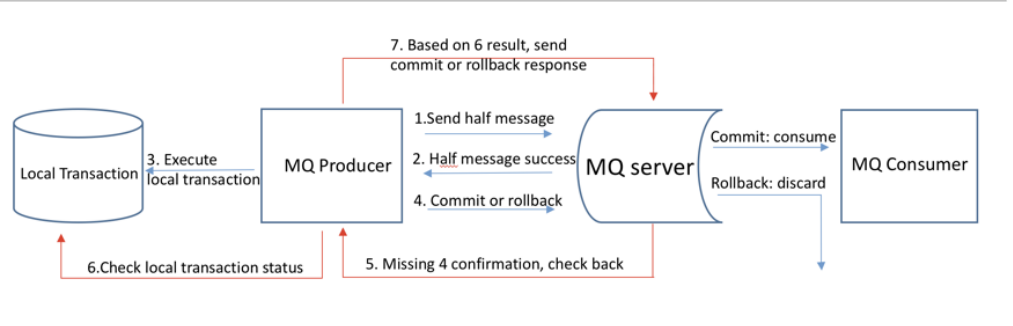 7. Based on 6 result, send
commit or rollback response
1.Send half message
Commit: consume
3. Execute
2. Half message success
MQ Producer
MQ server
MQ Consumer
Local Transaction
local transaction
Rollback: discard
4. Commit or rollback
6.Check local transaction status
5. Missing 4 confirmation, check back